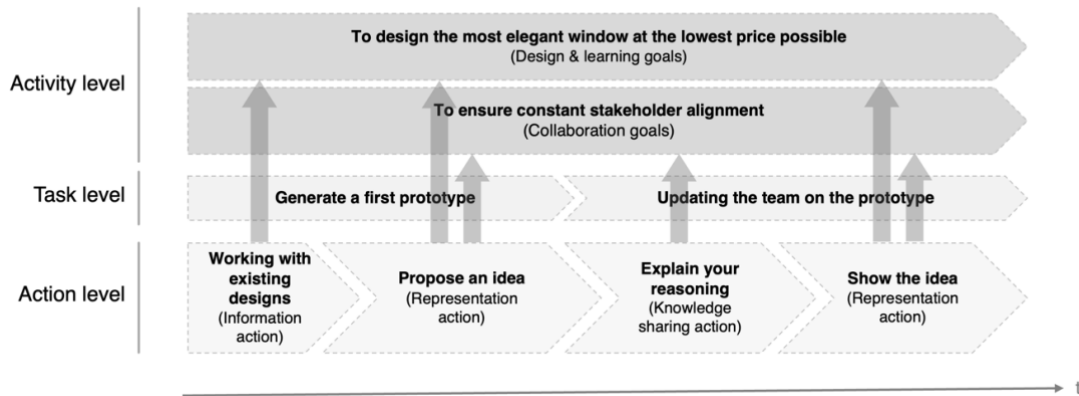 To design the most elegant window at the lowest price possible
(Design & learning goals)
Activity level
To ensure constant stakeholder alignment
(Collaboration goals)
Task level
Generate a first prototype
Updating the team on the prototype
Action level
Working with
existing
designs
(Information
action)
Propose an idea
(Representation
action)
Explain your
reasoning
(Knowledge
sharing action)
Show the idea
(Representation
action)
t